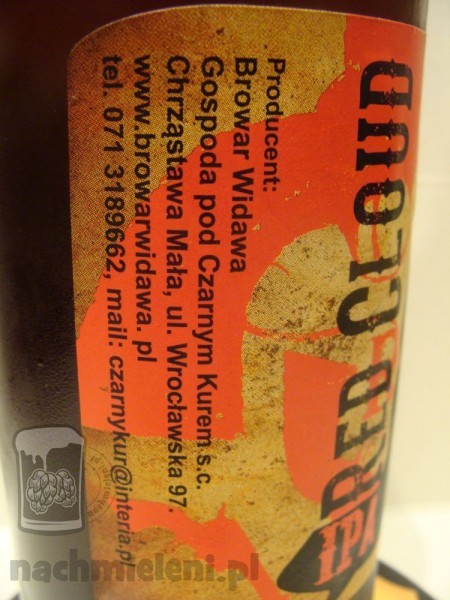 Producent:
Browar Widawa
Gospoda pod Czarnym Kurem s.c.
Chrząstawa Mała, ul. Wrocławska 97.
www.browarwidawa. pl
tel. 071 3189662, mail: czarnykur@interia.pl
RED CLOUD
IPA
nachmieleni.pl